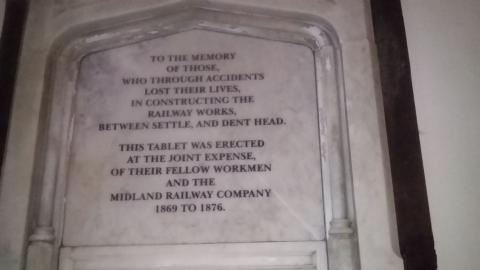 TO THE MEMORY
OF THOSE,
WHO THROUGH ACCIDENTS
LOST THEIR LIVES,
IN CONSTRUCTING THE
RAILWAY WORKS,
BETWEEN SETTLE, AND DENT HEAD.
THIS TABLET WAS ERECTED
AT THE JOINT EXPENSE,
OF THEIR FELLOW WORKMEN
AND THE
MIDLAND RAILWAY COMPANY
1869 TO 1876.